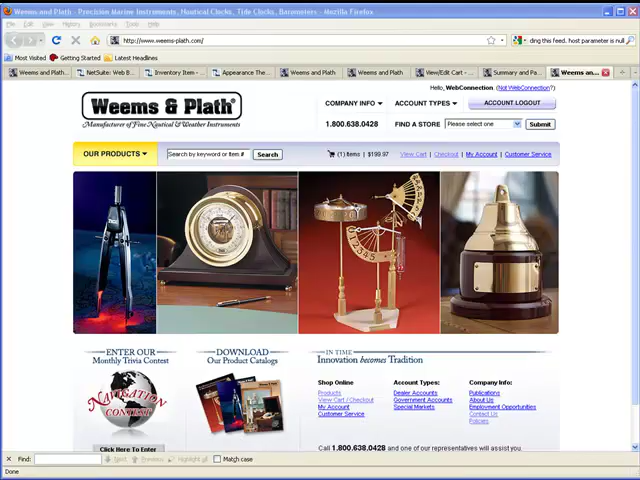 Weems and Plath - Precision Marine Instruments, Nautical Clocks, Tide Clocks, Barometers - Mozilla Firefox
File Edit View History Bookmarks Tools Help
http://www.weems-plath.com/
ding this feed. host parameter is null
Most Visited Getting Started Latest Headlines
Weems and Plath... NetSuite: Web B... Inventory Item - ... Appearance The... Weems and Plath Weems and Plath View/Edit Cart - ... Summary and Pa... Weems an...
Hello, WebConnection. (Not WebConnection?)
Weems & Plath®
Manufacturer of Fine Nautical & Weather Instruments
COMPANY INFO ACCOUNT TYPES ACCOUNT LOGOUT
1.800.638.0428 FIND A STORE Please select one Submit
OUR PRODUCTS Search by keyword or item # Search (1) Items | $199.97 View Cart | Checkout | My Account | Customer Service
ENTER OUR
Monthly Trivia Contest
NAVIGATION
CONTEST
Click Here To Enter
DOWNLOAD
Our Product Catalogs
IN TIME
Innovation becomes Tradition
Shop Online Account Types: Company Info:
Products Dealer Accounts Publications
View Cart / Checkout Government Accounts About Us
My Account Special Markets Employment Opportunities
Customer Service Contact Us
Policies
Call 1.800.638.0428 and one of our representatives will assist you.
Find: Next Previous Highlight all Match case
Done